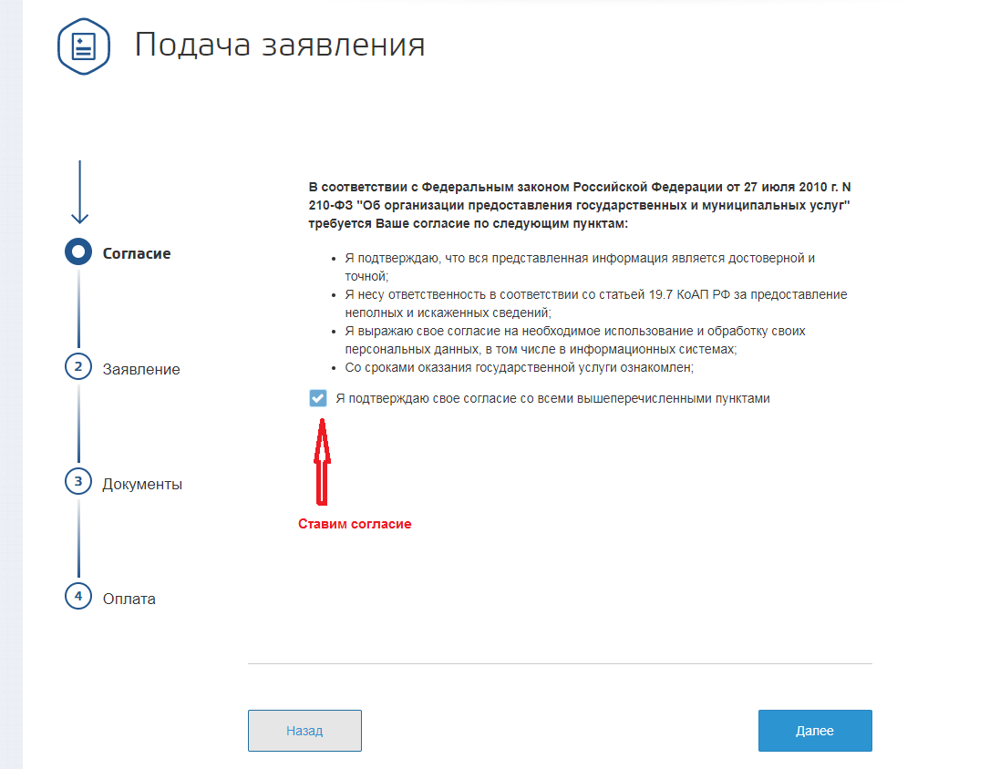 Подача заявления
В соответствии с Федеральным законом Российской Федерации от 27 июля 2010 г. N
210-ФЗ "Об организации предоставления государственных и муниципальных услуг"
требуется Ваше согласие по следующим пунктам:
Согласие
• Я подтверждаю, что вся представленная информация является достоверной и
точной;
• Я несу ответственность в соответствии со статьей 19.7 КоАП РФ за предоставление
неполных и искаженных сведений;
• Я выражаю свое согласие на необходимое использование и обработку своих
персональных данных, в том числе в информационных системах;
• Со сроками оказания государственной услуги ознакомлен;
2 Заявление
Я подтверждаю свое согласие со всеми вышеперечисленными пунктами
3 Документы
Ставим согласие
4 Оплата
Назад
Далее